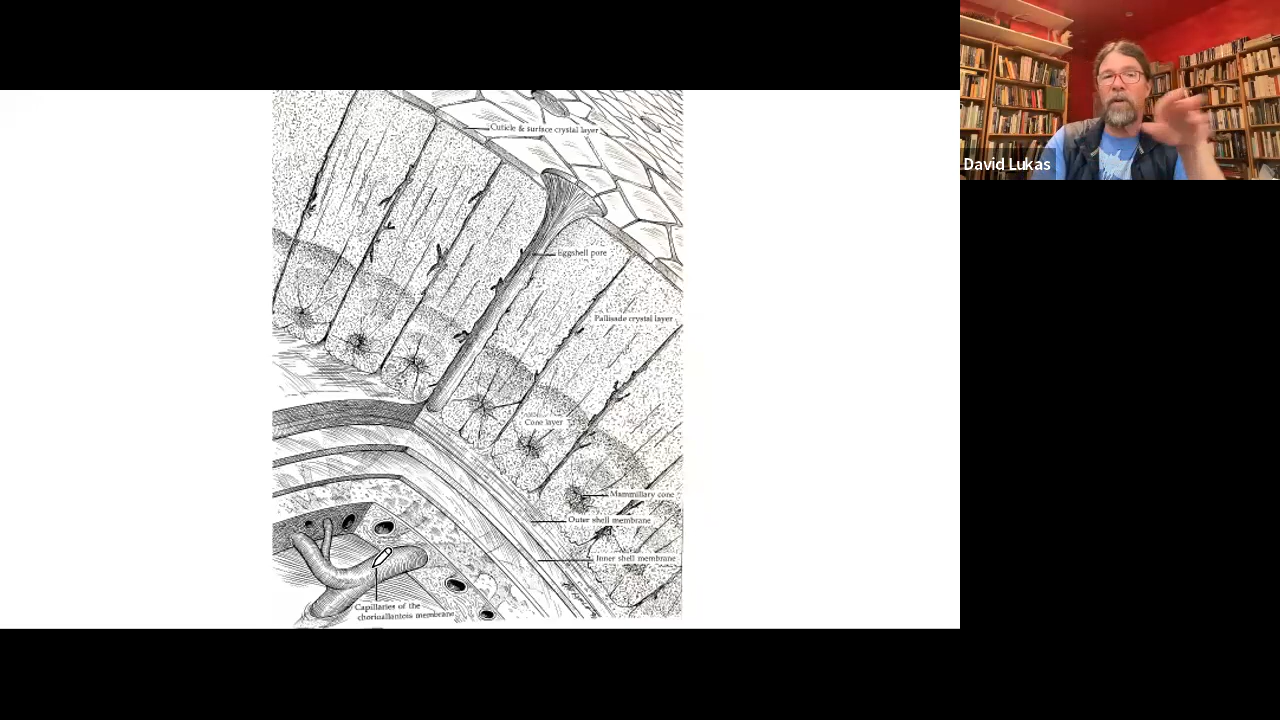 Cuticle & surface crystal layer
David Lukas
Eggshell pore
Pallisade crystal layer
Cone layer
Mammillary cone
Outer shell membrane
Inner shell membrane
Capillaries of the
chorioallantois membrane